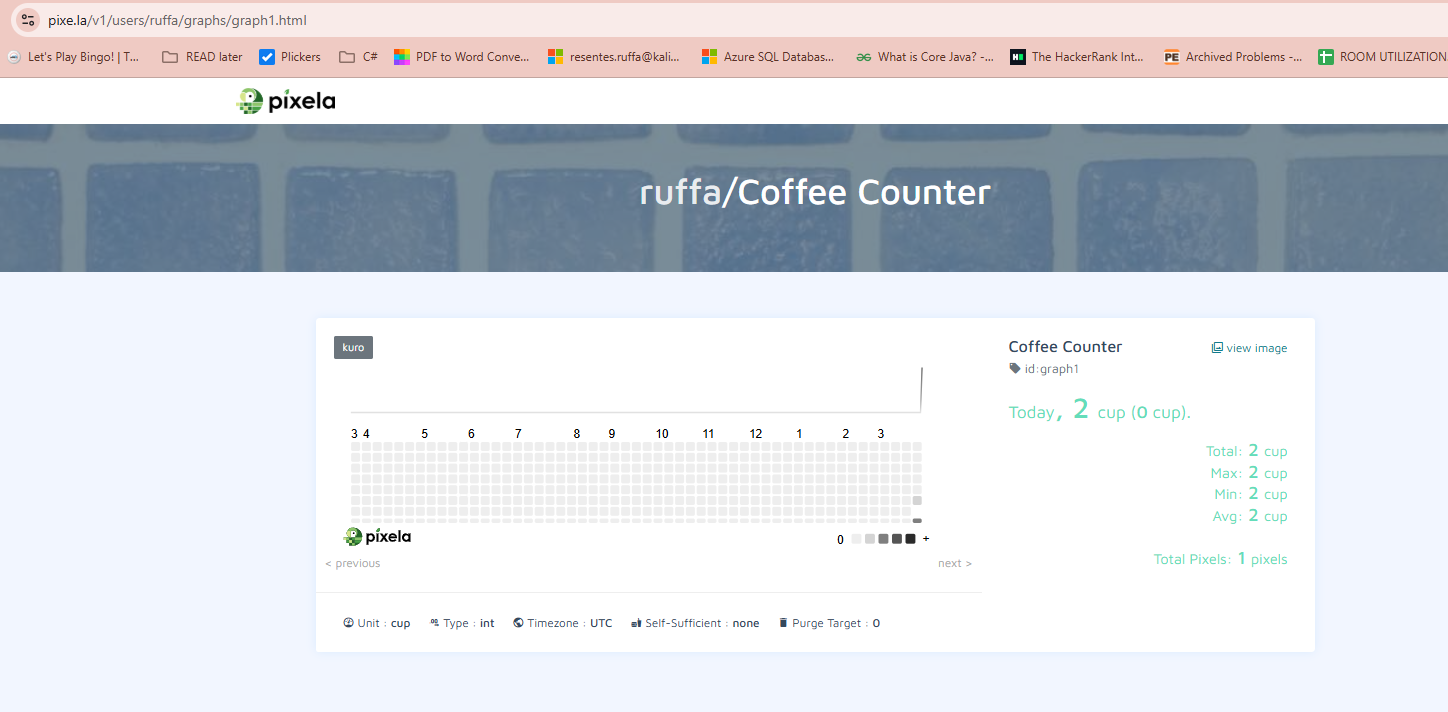 pixe.la/v1/users/ruffa/graphs/graph1.html
Let's Play Bingo! | T... READ later Plickers C# PDF to Word Conve... resentes.ruffa@kali... Azure SQL Databas... What is Core Java? -... The HackerRank Int... PE Archived Problems -... ROOM UTILIZATION
pixela
ruffa/Coffee Counter
kuro
3 4 5 6 7 8 9 10 11 12 1 2 3
pixela
0 +
< previous next >
Unit : cup Type : int Timezone : UTC Self-Sufficient : none Purge Target : 0
Coffee Counter view image
id:graph1
Today, 2 cup (0 cup).
Total: 2 cup
Max: 2 cup
Min: 2 cup
Avg: 2 cup
Total Pixels: 1 pixels